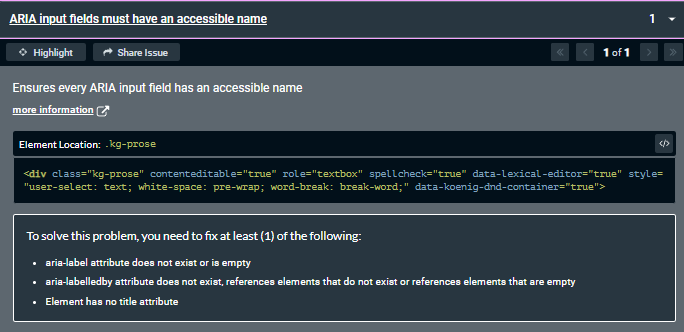 ARIA input fields must have an accessible name 1
Highlight Share Issue « < 1 of 1 > »
Ensures every ARIA input field has an accessible name
more information
Element Location: .kg-prose </>
<div class="kg-prose" contenteditable="true" role="textbox" spellcheck="true" data-lexical-editor="true" style=
"user-select: text; white-space: pre-wrap; word-break: break-word;" data-koenig-dnd-container="true">
To solve this problem, you need to fix at least (1) of the following:
• aria-label attribute does not exist or is empty
• aria-labelledby attribute does not exist, references elements that do not exist or references elements that are empty
• Element has no title attribute